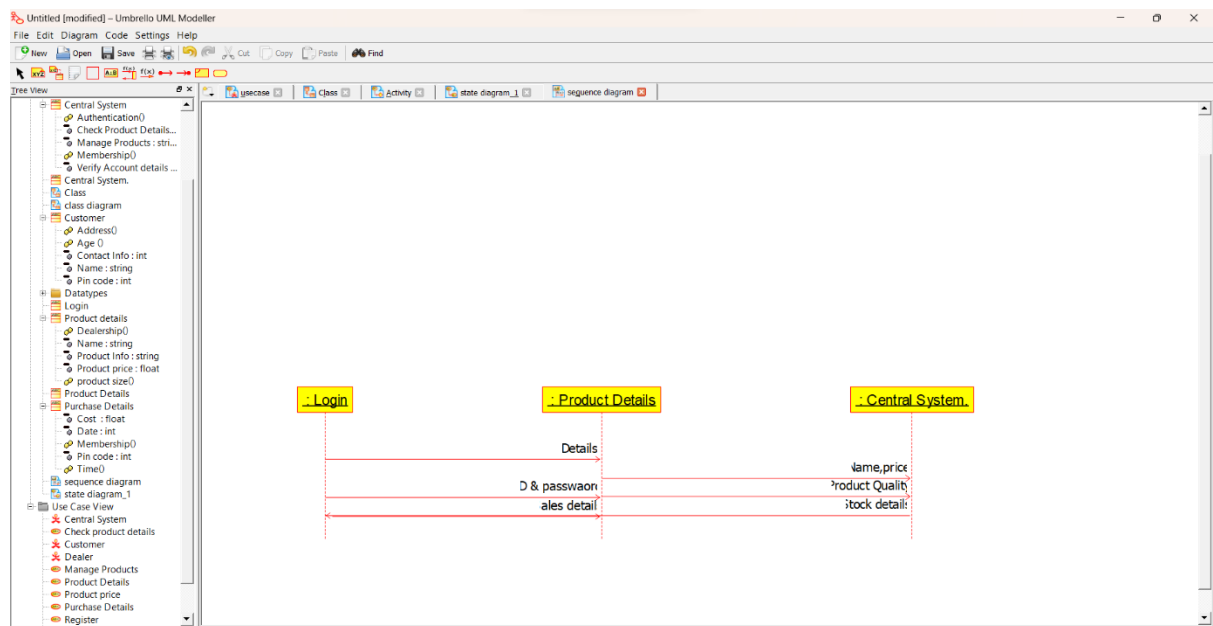 Untitled [modified] – Umbrello UML Modeller
File Edit Diagram Code Settings Help
New Open Save Cut Copy Paste Find
xyz A:B f(x) f(x)
Tree View
usecase Class Activity state diagram_1 sequence diagram
Central System
Authentication()
Check Product Details...
Manage Products : stri...
Membership()
Verify Account details ...
Central System.
Class
class diagram
Customer
Address()
Age ()
Contact Info : int
Name : string
Pin code : int
Datatypes
Login
Product details
Dealership()
Name : string
Product Info : string
Product price : float
product size()
Product Details
Purchase Details
Cost : float
Date : int
Membership()
Pin code : int
Time()
sequence diagram
state diagram_1
Use Case View
Central System
Check product details
Customer
Dealer
Manage Products
Product Details
Product price
Purchase Details
Register
: Login : Product Details : Central System.
Details
Name,price
D & passwaor Product Quality
ales detail Stock details